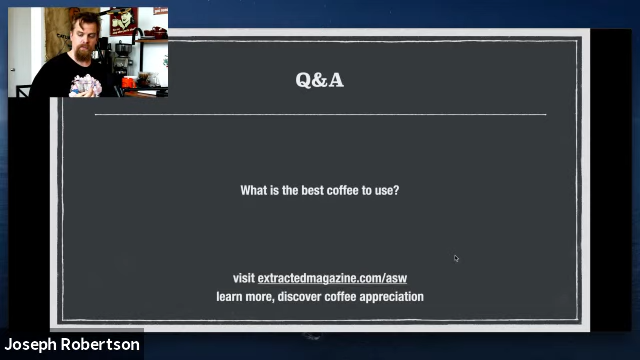 Q&A
What is the best coffee to use?
visit extractedmagazine.com/asw
learn more, discover coffee appreciation
Joseph Robertson